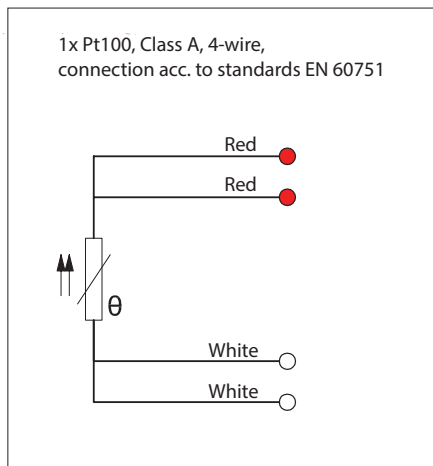 1x Pt100, Class A, 4-wire,
connection acc. to standards EN 60751
Red
Red
θ
White
White